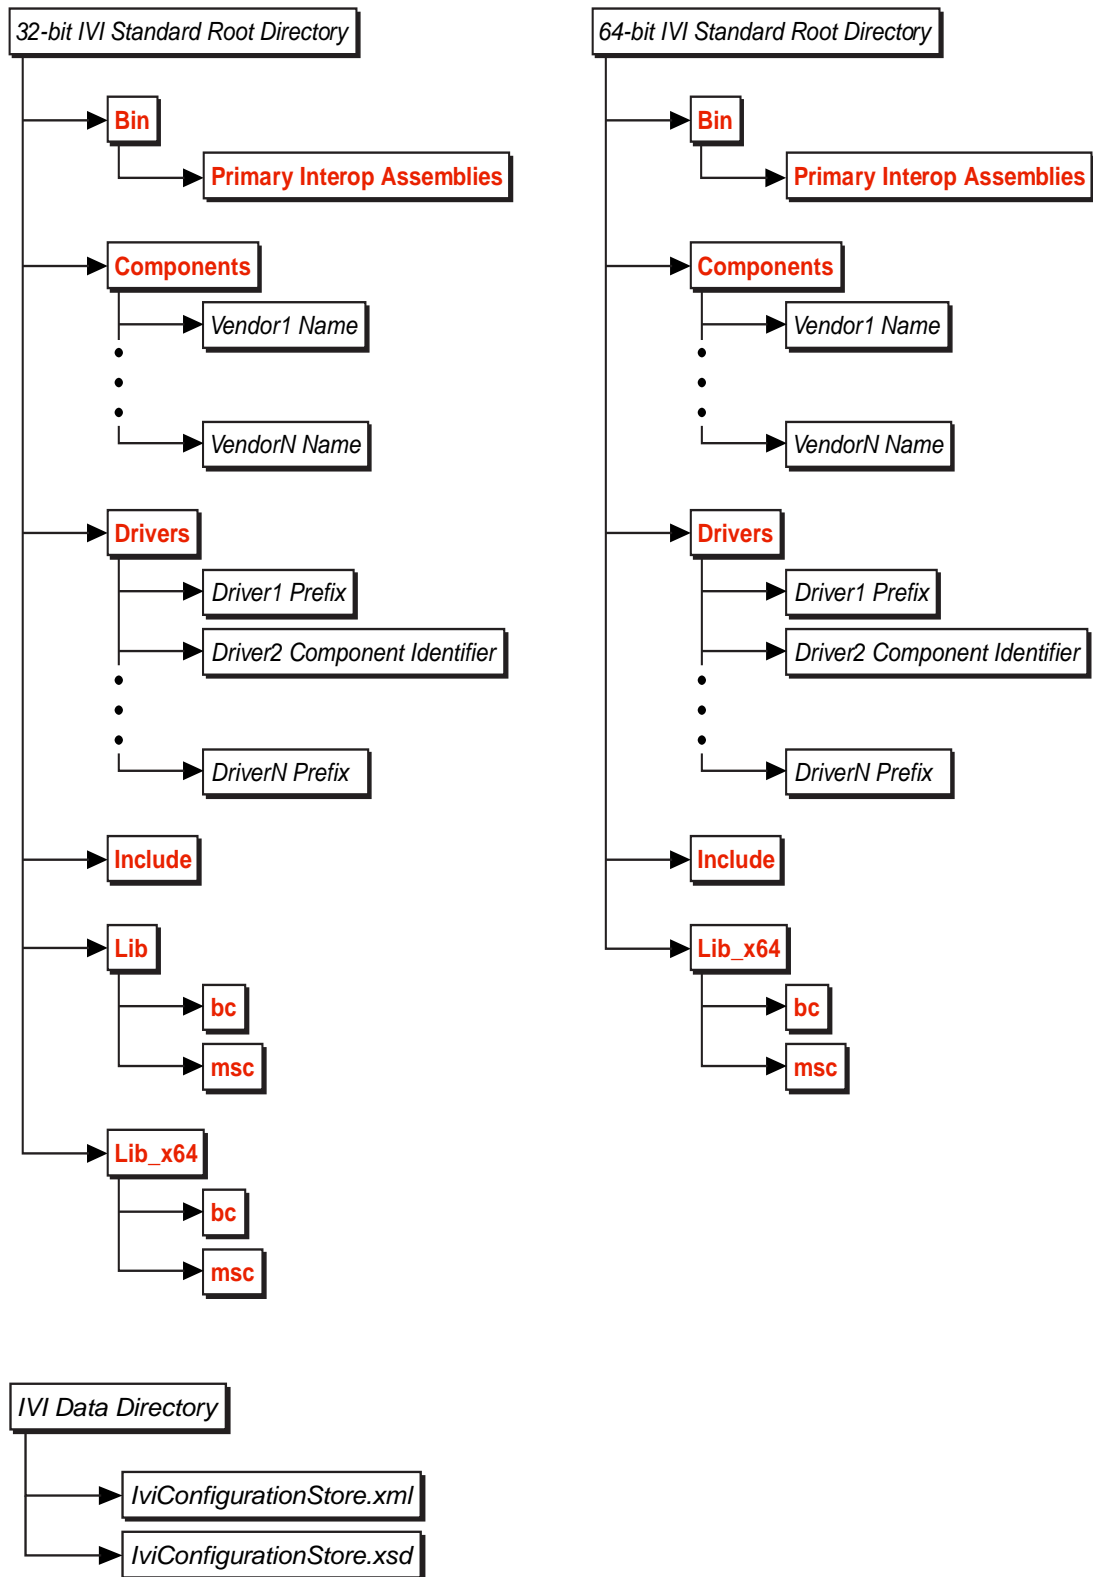 32-bit IVI Standard Root Directory
Bin
Primary Interop Assemblies
Components
Vendor1 Name
VendorN Name
Drivers
Driver1 Prefix
Driver2 Component Identifier
DriverN Prefix
Include
Lib
bc
msc
Lib_x64
bc
msc
64-bit IVI Standard Root Directory
Bin
Primary Interop Assemblies
Components
Vendor1 Name
VendorN Name
Drivers
Driver1 Prefix
Driver2 Component Identifier
DriverN Prefix
Include
Lib_x64
bc
msc
IVI Data Directory
IviConfigurationStore.xml
IviConfigurationStore.xsd